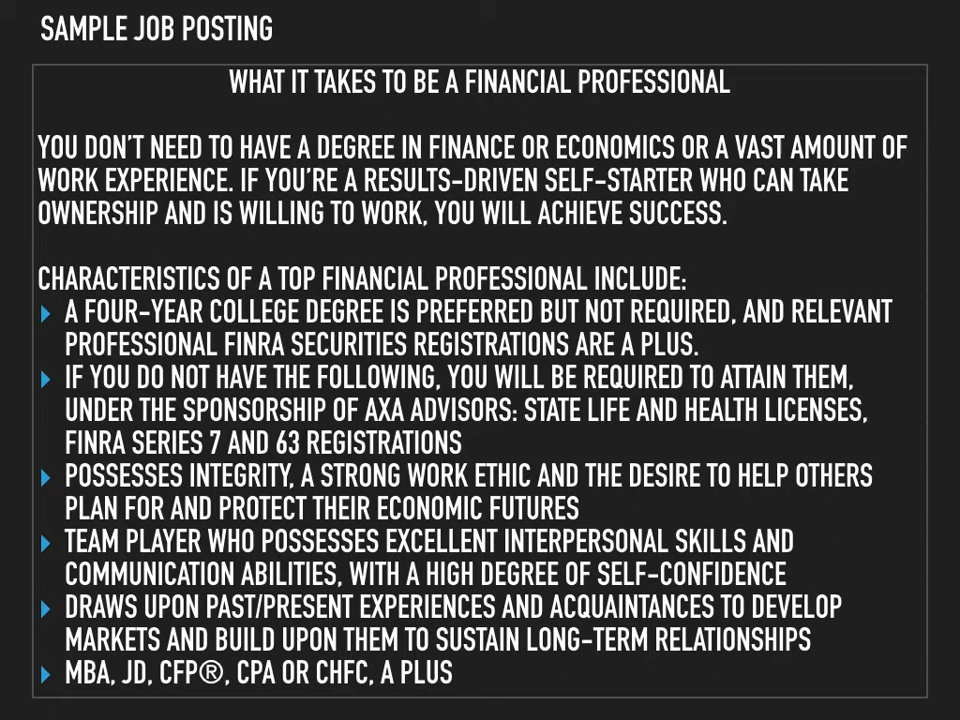 SAMPLE JOB POSTING
WHAT IT TAKES TO BE A FINANCIAL PROFESSIONAL
YOU DON'T NEED TO HAVE A DEGREE IN FINANCE OR ECONOMICS OR A VAST AMOUNT OF
WORK EXPERIENCE. IF YOU'RE A RESULTS-DRIVEN SELF-STARTER WHO CAN TAKE
OWNERSHIP AND IS WILLING TO WORK, YOU WILL ACHIEVE SUCCESS.
CHARACTERISTICS OF A TOP FINANCIAL PROFESSIONAL INCLUDE:
A FOUR-YEAR COLLEGE DEGREE IS PREFERRED BUT NOT REQUIRED, AND RELEVANT
PROFESSIONAL FINRA SECURITIES REGISTRATIONS ARE A PLUS.
IF YOU DO NOT HAVE THE FOLLOWING, YOU WILL BE REQUIRED TO ATTAIN THEM,
UNDER THE SPONSORSHIP OF AXA ADVISORS: STATE LIFE AND HEALTH LICENSES,
FINRA SERIES 7 AND 63 REGISTRATIONS
POSSESSES INTEGRITY, A STRONG WORK ETHIC AND THE DESIRE TO HELP OTHERS
PLAN FOR AND PROTECT THEIR ECONOMIC FUTURES
TEAM PLAYER WHO POSSESSES EXCELLENT INTERPERSONAL SKILLS AND
COMMUNICATION ABILITIES, WITH A HIGH DEGREE OF SELF-CONFIDENCE
DRAWS UPON PAST/PRESENT EXPERIENCES AND ACQUAINTANCES TO DEVELOP
MARKETS AND BUILD UPON THEM TO SUSTAIN LONG-TERM RELATIONSHIPS
MBA, JD, CFP®, CPA OR CHFC, A PLUS